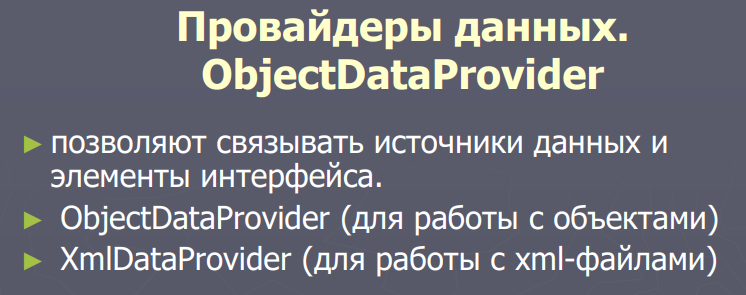 Провайдеры данных.
ObjectDataProvider
► позволяют связывать источники данных и
элементы интерфейса.
► ObjectDataProvider (для работы с объектами)
► XmlDataProvider (для работы с xml-файлами)